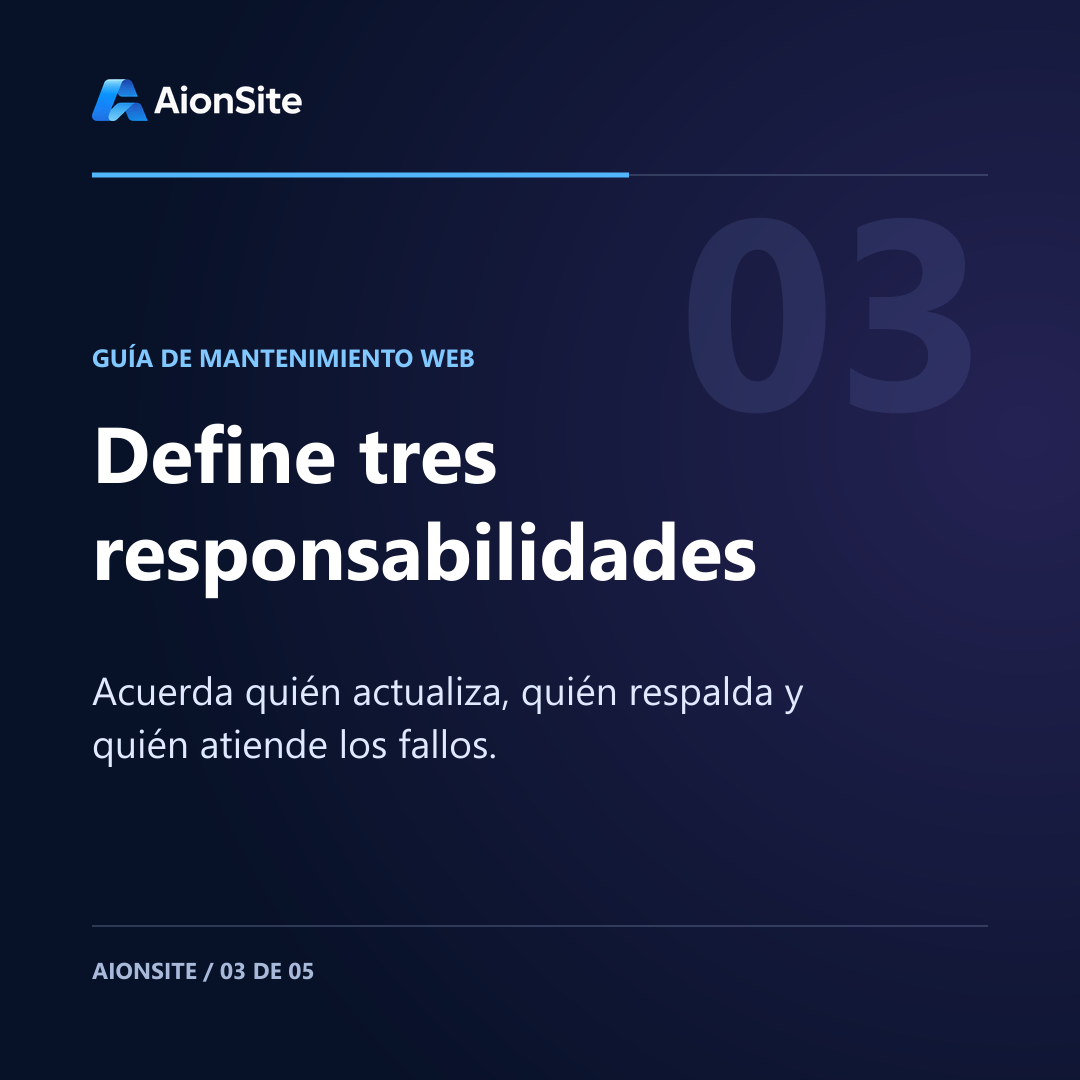 AionSite
03
GUÍA DE MANTENIMIENTO WEB
Define tres
responsabilidades
Acuerda quién actualiza, quién respalda y
quién atiende los fallos.
AIONSITE / 03 DE 05